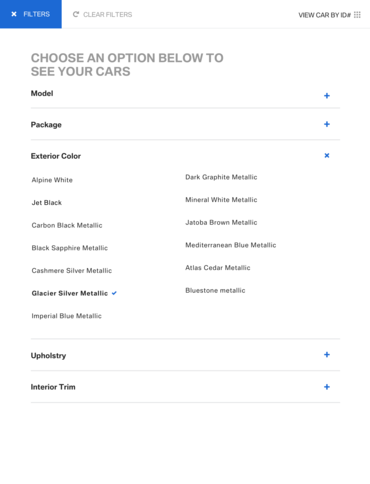 FILTERS
CLEAR FILTERS
VIEW CAR BY ID#
CHOOSE AN OPTION BELOW TO
SEE YOUR CARS
Model
Package
Exterior Color
Alpine White
Jet Black
Carbon Black Metallic
Black Sapphire Metallic
Cashmere Silver Metallic
Glacier Silver Metallic
Imperial Blue Metallic
Dark Graphite Metallic
Mineral White Metallic
Jatoba Brown Metallic
Mediterranean Blue Metallic
Atlas Cedar Metallic
Bluestone metallic
Upholstry
Interior Trim